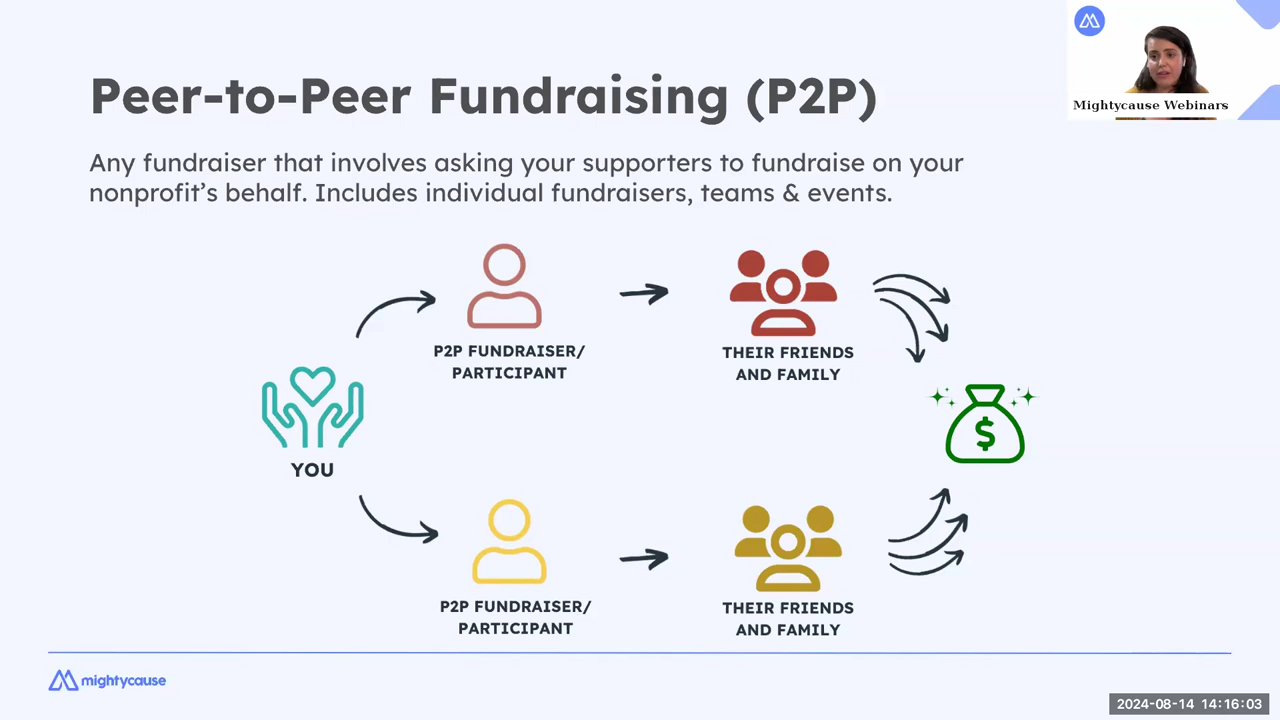 Peer-to-Peer Fundraising (P2P)
Mightycause Webinars
Any fundraiser that involves asking your supporters to fundraise on your
nonprofit’s behalf. Includes individual fundraisers, teams & events.
P2P FUNDRAISER/
PARTICIPANT
THEIR FRIENDS
AND FAMILY
$
YOU
P2P FUNDRAISER/
PARTICIPANT
THEIR FRIENDS
AND FAMILY
mightycause
2024-08-14 14:16:03